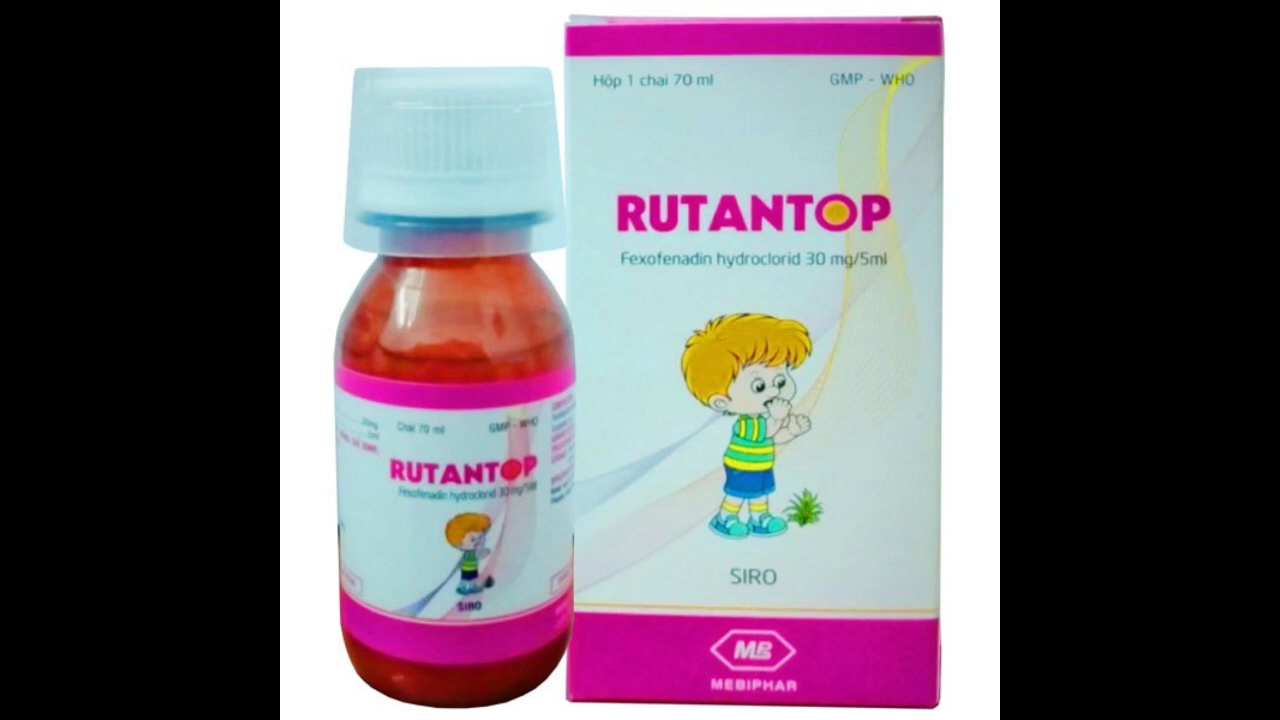 Hộp 1 chai 70 ml
GMP - WHO
RUTANTOP
Fexofenadin hydroclorid 30 mg/5ml
SIRO
MB
MEBIPHAR
Chai 70 ml
GMP - WHO
RUTANTOP
Fexofenadin hydroclorid 30 mg/5ml
SIRO